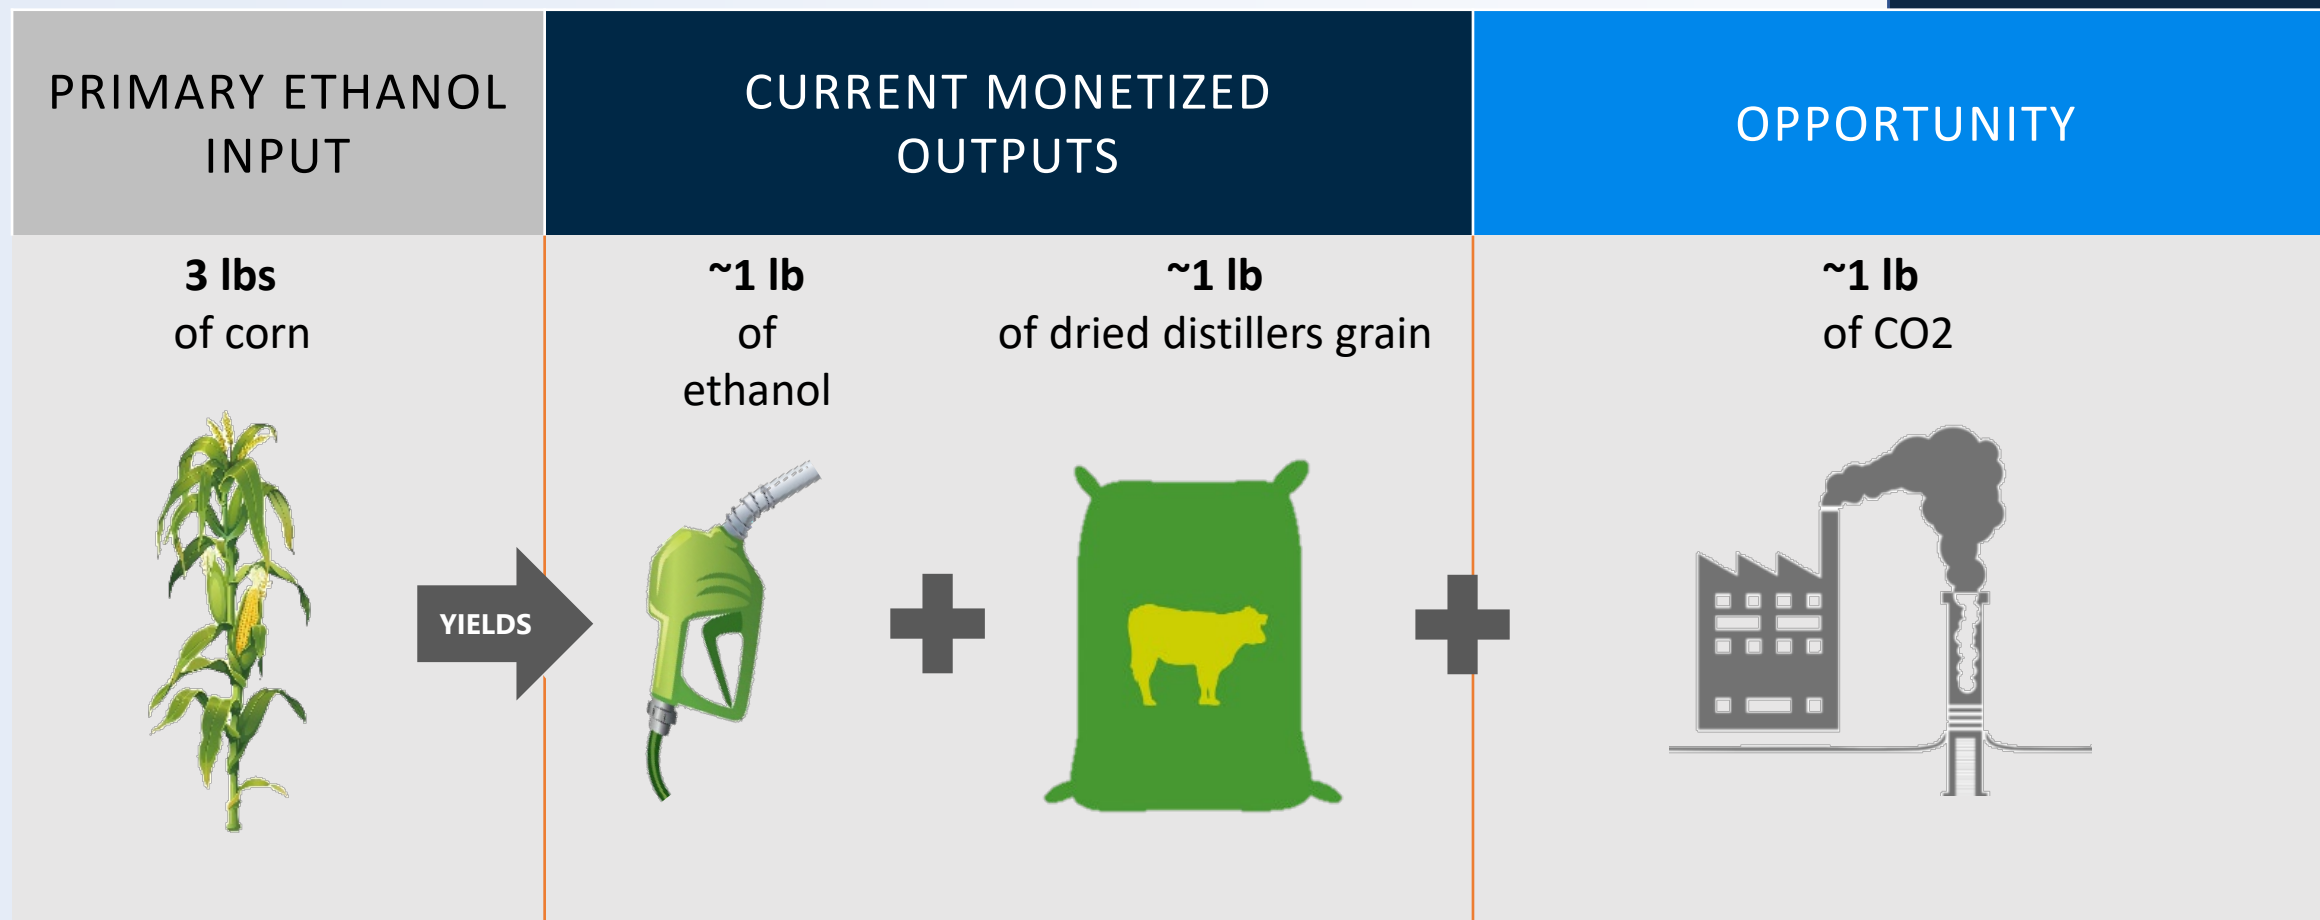 PRIMARY ETHANOL
INPUT
CURRENT MONETIZED
OUTPUTS
OPPORTUNITY
3 lbs
of corn
YIELDS
~1 lb
of
ethanol
~1 lb
of dried distillers grain
~1 lb
of CO2